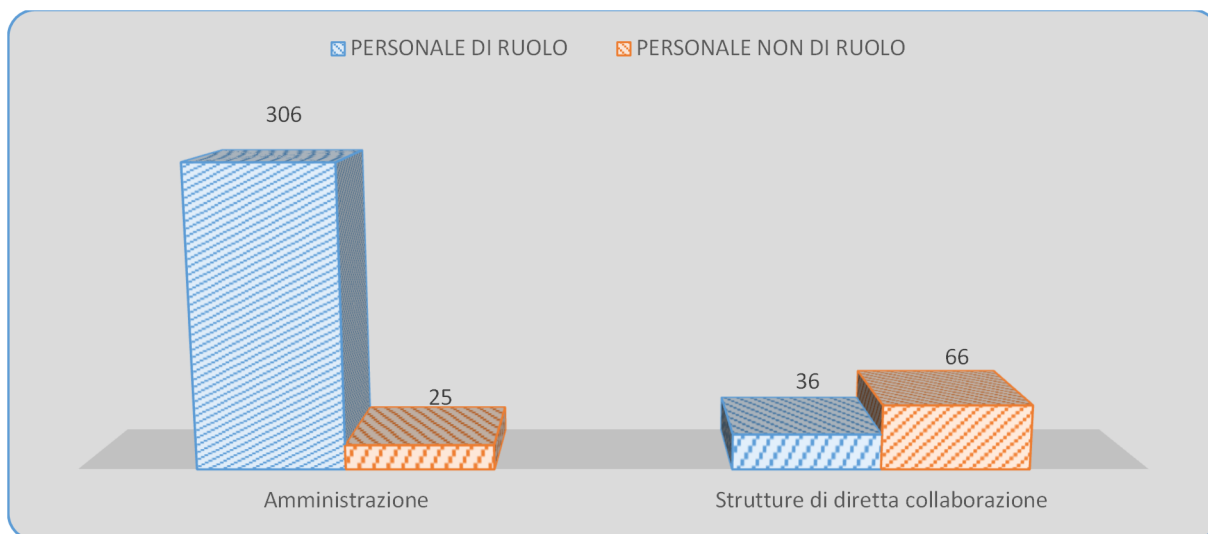 PERSONALE DI RUOLO PERSONALE NON DI RUOLO
306
25
36
66
Amministrazione Strutture di diretta collaborazione